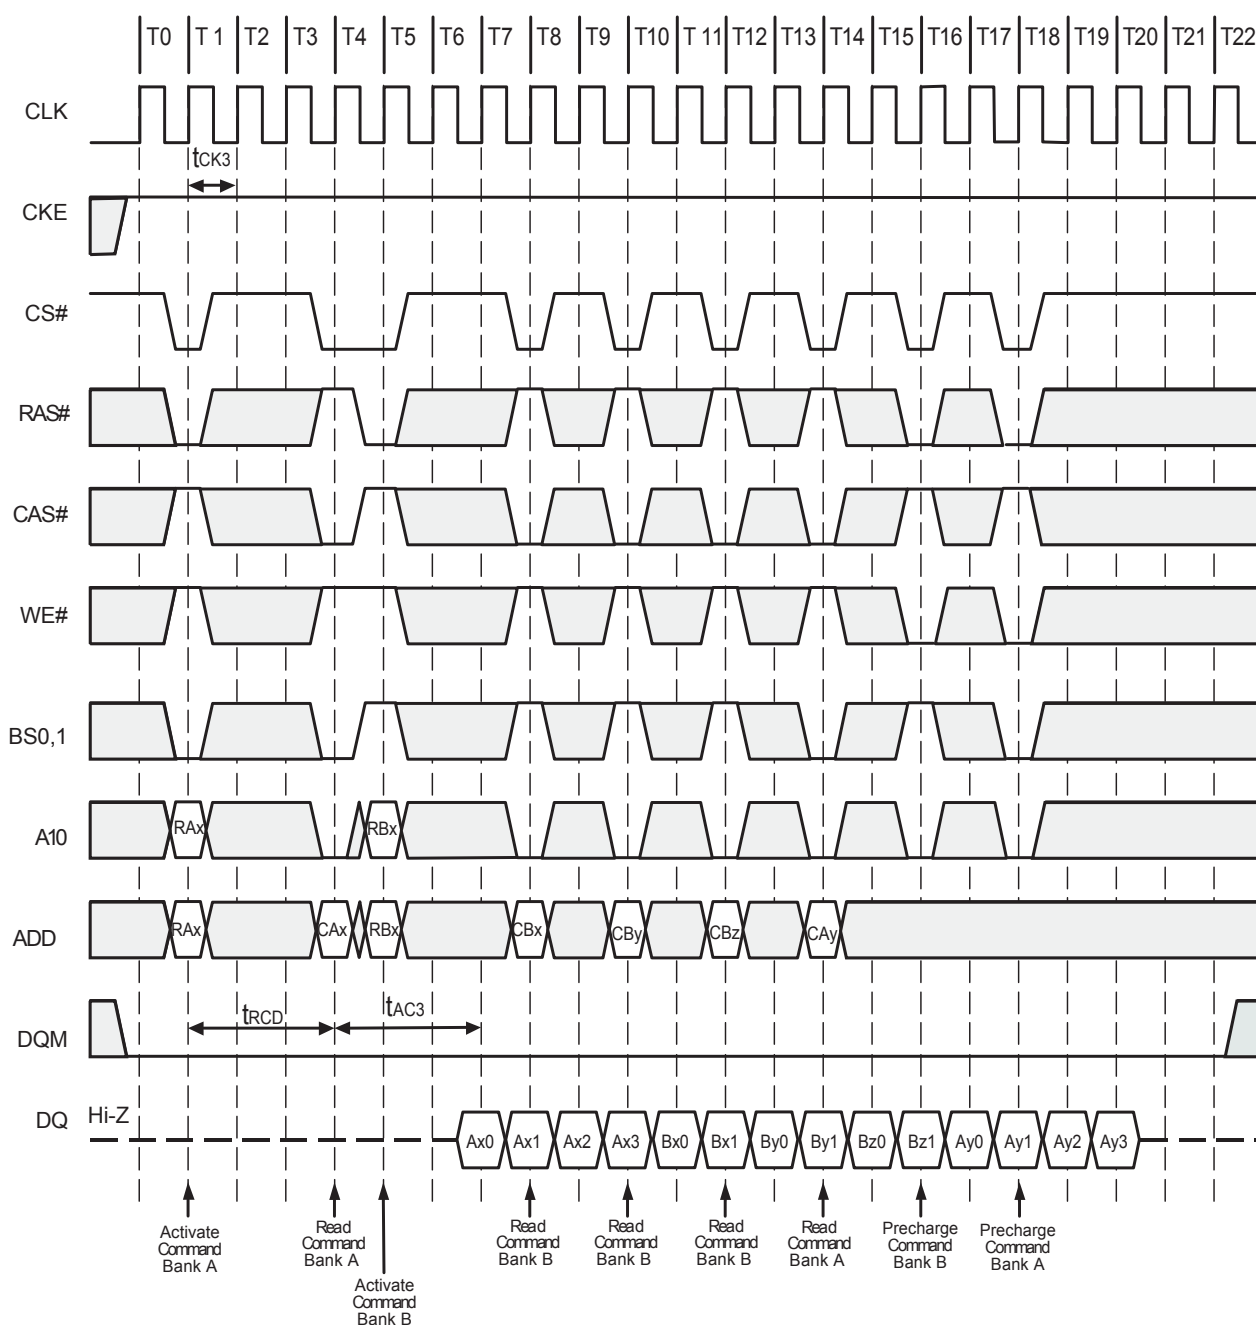 T0 T 1 T2 T3 T4 T5 T6 T7 T8 T9 T10 T 11 T12 T13 T14 T15 T16 T17 T18 T19 T20 T21 T22
CLK
tCK3
CKE
CS#
RAS#
CAS#
WE#
BS0,1
A10 RAx RBx
ADD RAx CAx RBx CBx CBy CBz CAy
tRCD tAC3
DQM
DQ Hi-Z Ax0 Ax1 Ax2 Ax3 Bx0 Bx1 By0 By1 Bz0 Bz1 Ay0 Ay1 Ay2 Ay3
Activate
Command
Bank A
Read
Command
Bank A
Activate
Command
Bank B
Read
Command
Bank B
Read
Command
Bank B
Read
Command
Bank B
Read
Command
Bank A
Precharge
Command
Bank B
Precharge
Command
Bank A